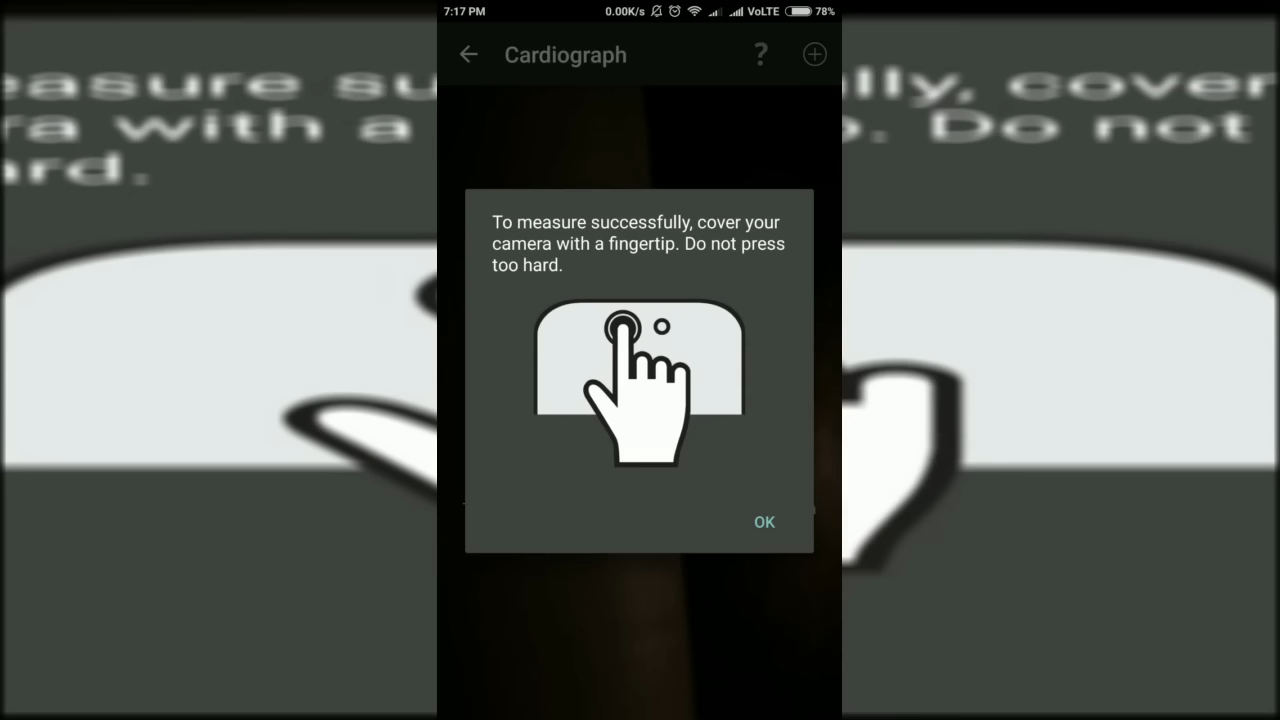 7:17 PM 0.00K/s VoLTE 78%
Cardiograph ?
To measure successfully, cover your
camera with a fingertip. Do not press
too hard.
OK
easure su
lly, cover
ra with a
o. Do not
ard.